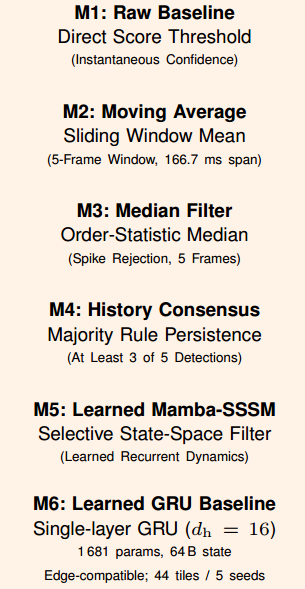 M1: Raw Baseline
Direct Score Threshold
(Instantaneous Confidence)
M2: Moving Average
Sliding Window Mean
(5-Frame Window, 166.7 ms span)
M3: Median Filter
Order-Statistic Median
(Spike Rejection, 5 Frames)
M4: History Consensus
Majority Rule Persistence
(At Least 3 of 5 Detections)
M5: Learned Mamba-SSSM
Selective State-Space Filter
(Learned Recurrent Dynamics)
M6: Learned GRU Baseline
Single-layer GRU (d_h = 16)
1 681 params, 64 B state
Edge-compatible; 44 tiles / 5 seeds